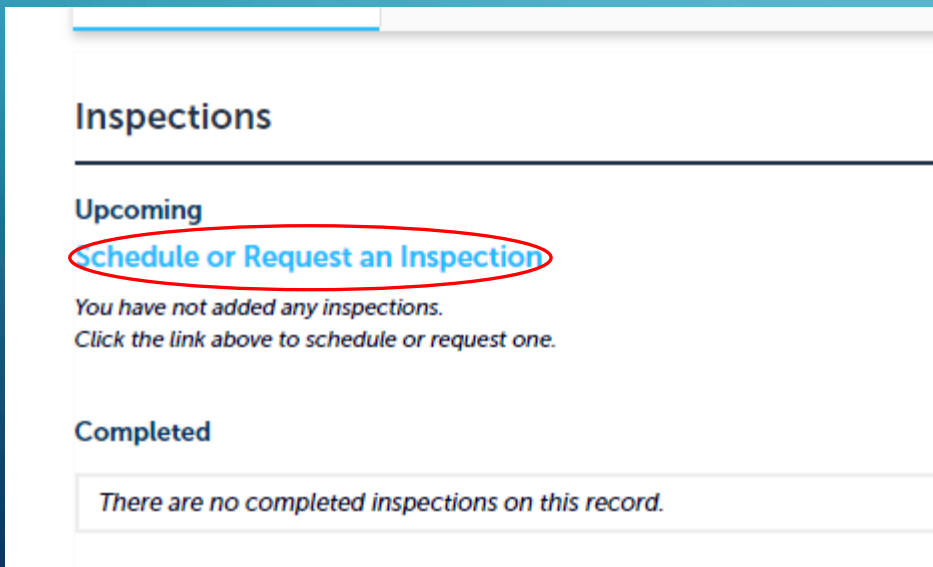 Inspections
Upcoming
Schedule or Request an Inspection
You have not added any inspections.
Click the link above to schedule or request one.
Completed
There are no completed inspections on this record.